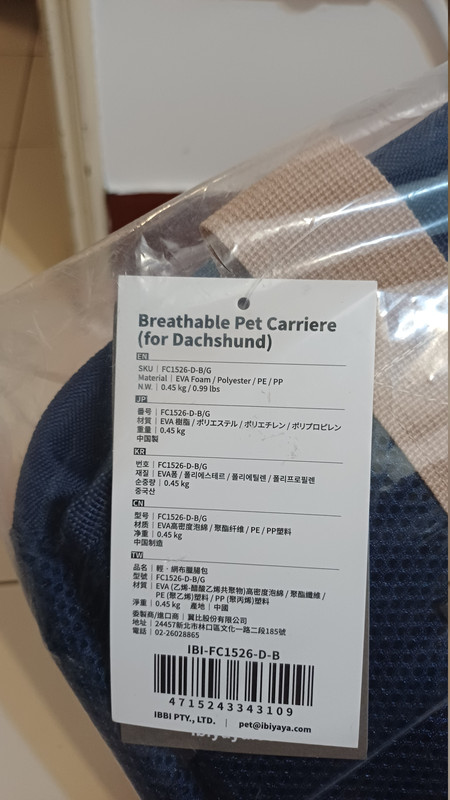 Breathable Pet Carriere
(for Dachshund)
EN
SKU | FC1526-D-B/G
Material | EVA Foam / Polyester / PE / PP
N.W. | 0.45 kg / 0.99 lbs
JP
番号 | FC1526-D-B/G
材質 | EVA 樹脂 / ポリエステル / ポリエチレン / ポリプロピレン
重量 | 0.45 kg
中国製
KR
번호 | FC1526-D-B/G
재질 | EVA폼 / 폴리에스테르 / 폴리에틸렌 / 폴리프로필렌
순중량 | 0.45 kg
중국산
CN
型号 | FC1526-D-B/G
材质 | EVA高密度泡绵 / 聚酯纤维 / PE / PP塑料
净重 | 0.45 kg
中国制造
TW
品名 | 輕．網布臘腸包
型號 | FC1526-D-B/G
材質 | EVA (乙烯-醋酸乙烯共聚物)高密度泡綿 / 聚酯纖維 /
PE (聚乙烯)塑料 / PP (聚丙烯)塑料
淨重 | 0.45 kg 產地 | 中國
委製商/進口商 | 翼比股份有限公司
地址 | 24457新北市林口區文化一路二段185號
電話 | 02-26028865
IBI-FC1526-D-B
4715243343109
IBBI PTY., LTD. | pet@ibiyaya.com